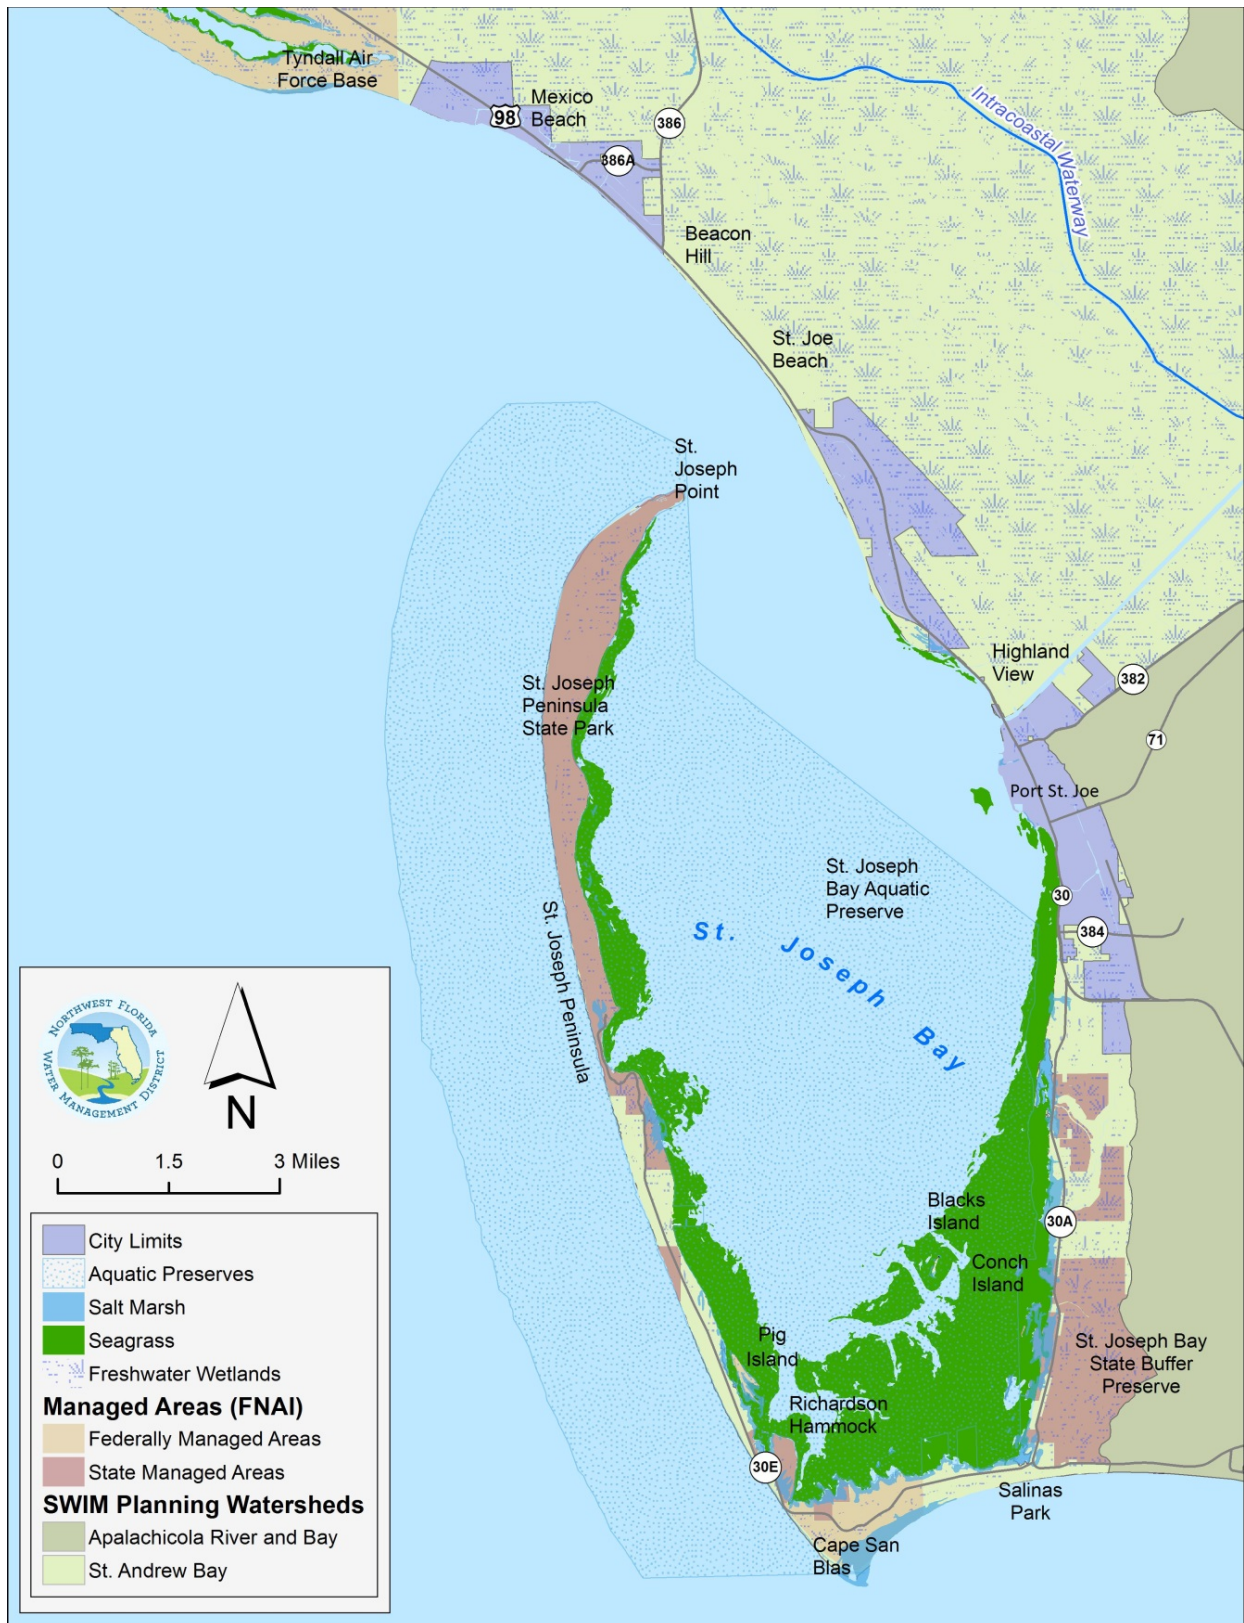 Tyndall Air
Force Base
Mexico
Beach
98
386
386A
Intracoastal Waterway
Beacon
Hill
St. Joe
Beach
St.
Joseph
Point
Highland
View
382
St. Joseph
Peninsula
State Park
71
Port St. Joe
St. Joseph
Bay Aquatic
Preserve
30
384
St. Joseph Bay
St. Joseph Peninsula
Blacks
Island
30A
Conch
Island
Pig
Island
St. Joseph Bay
State Buffer
Preserve
Richardson
Hammock
30E
Salinas
Park
Cape San
Blas
NORTHWEST FLORIDA
WATER MANAGEMENT DISTRICT
N
0 1.5 3 Miles
City Limits
Aquatic Preserves
Salt Marsh
Seagrass
Freshwater Wetlands
Managed Areas (FNAI)
Federally Managed Areas
State Managed Areas
SWIM Planning Watersheds
Apalachicola River and Bay
St. Andrew Bay